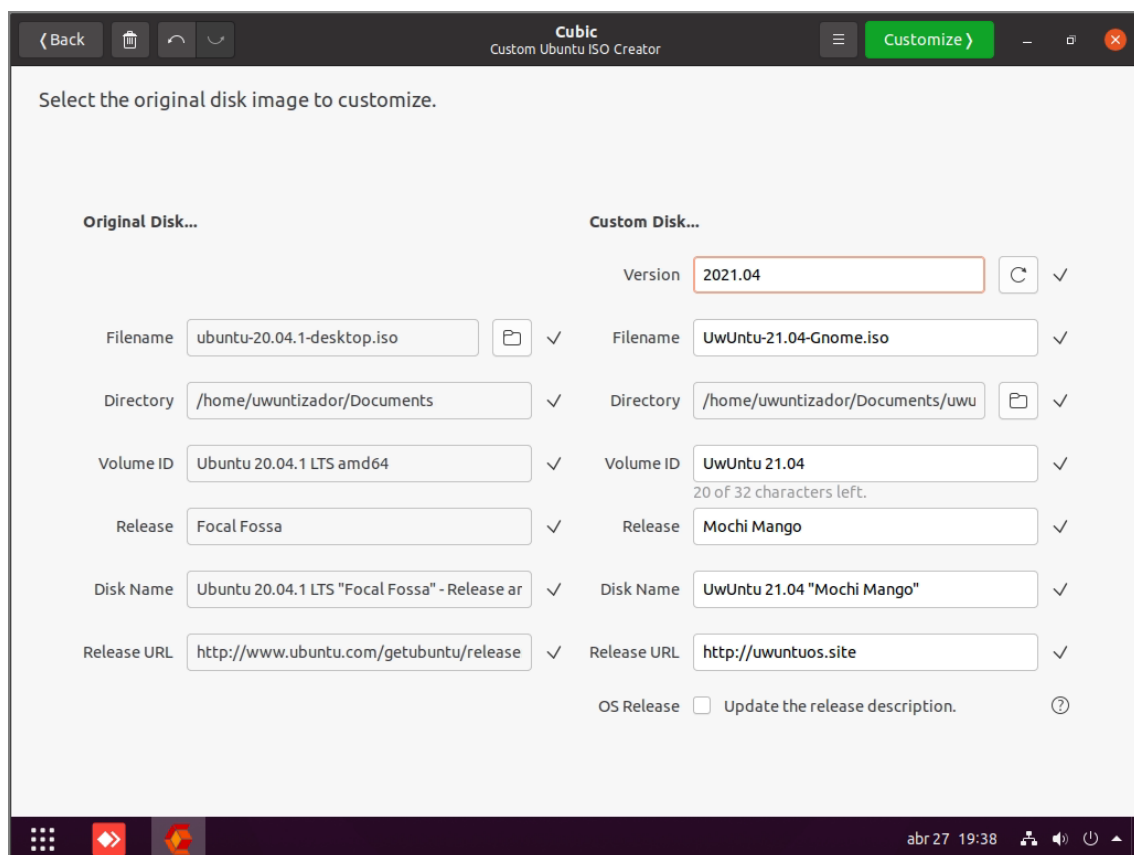 ❬Back
Cubic
Custom Ubuntu ISO Creator
Customize❭
Select the original disk image to customize.
Original Disk...
Custom Disk...
Version 2021.04
Filename ubuntu-20.04.1-desktop.iso
Filename UwUntu-21.04-Gnome.iso
Directory /home/uwuntizador/Documents
Directory /home/uwuntizador/Documents/uwu
Volume ID Ubuntu 20.04.1 LTS amd64
Volume ID UwUntu 21.04
20 of 32 characters left.
Release Focal Fossa
Release Mochi Mango
Disk Name Ubuntu 20.04.1 LTS "Focal Fossa" - Release ar
Disk Name UwUntu 21.04 "Mochi Mango"
Release URL http://www.ubuntu.com/getubuntu/release
Release URL http://uwuntuos.site
OS Release Update the release description.
abr 27 19:38